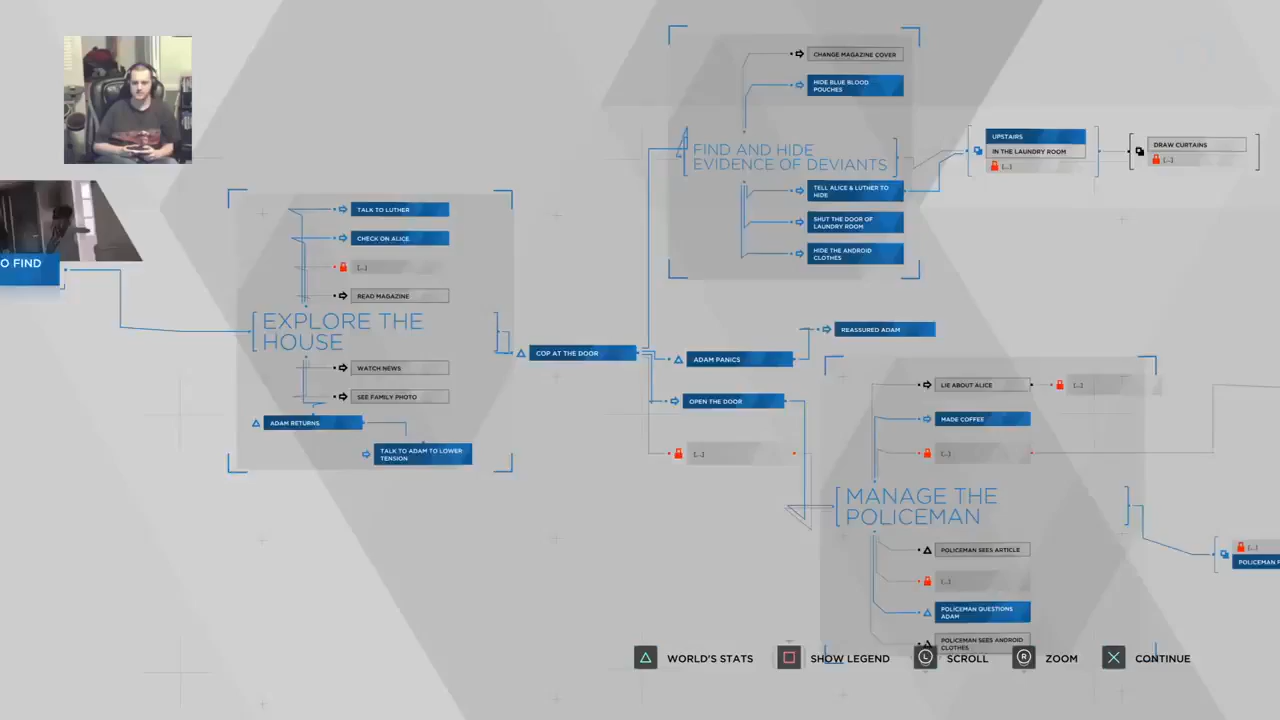 CHANGE MAGAZINE COVER
HIDE BLUE BLOOD
POUCHES
FIND AND HIDE
EVIDENCE OF DEVIANTS
UPSTAIRS
IN THE LAUNDRY ROOM
[...]
DRAW CURTAINS
[...]
TELL ALICE & LUTHER TO
HIDE
SHUT THE DOOR OF
LAUNDRY ROOM
HIDE THE ANDROID
CLOTHES
TALK TO LUTHER
CHECK ON ALICE
[...]
READ MAGAZINE
O FIND
EXPLORE THE
HOUSE
WATCH NEWS
SEE FAMILY PHOTO
ADAM RETURNS
TALK TO ADAM TO LOWER
TENSION
COP AT THE DOOR
ADAM PANICS
REASSURED ADAM
OPEN THE DOOR
[...]
LIE ABOUT ALICE
[...]
MADE COFFEE
[...]
MANAGE THE
POLICEMAN
POLICEMAN SEES ARTICLE
[...]
POLICEMAN QUESTIONS
ADAM
POLICEMAN SEES ANDROID
CLOTHES
[...]
POLICEMAN
WORLD'S STATS
SHOW LEGEND
L
SCROLL
R
ZOOM
CONTINUE